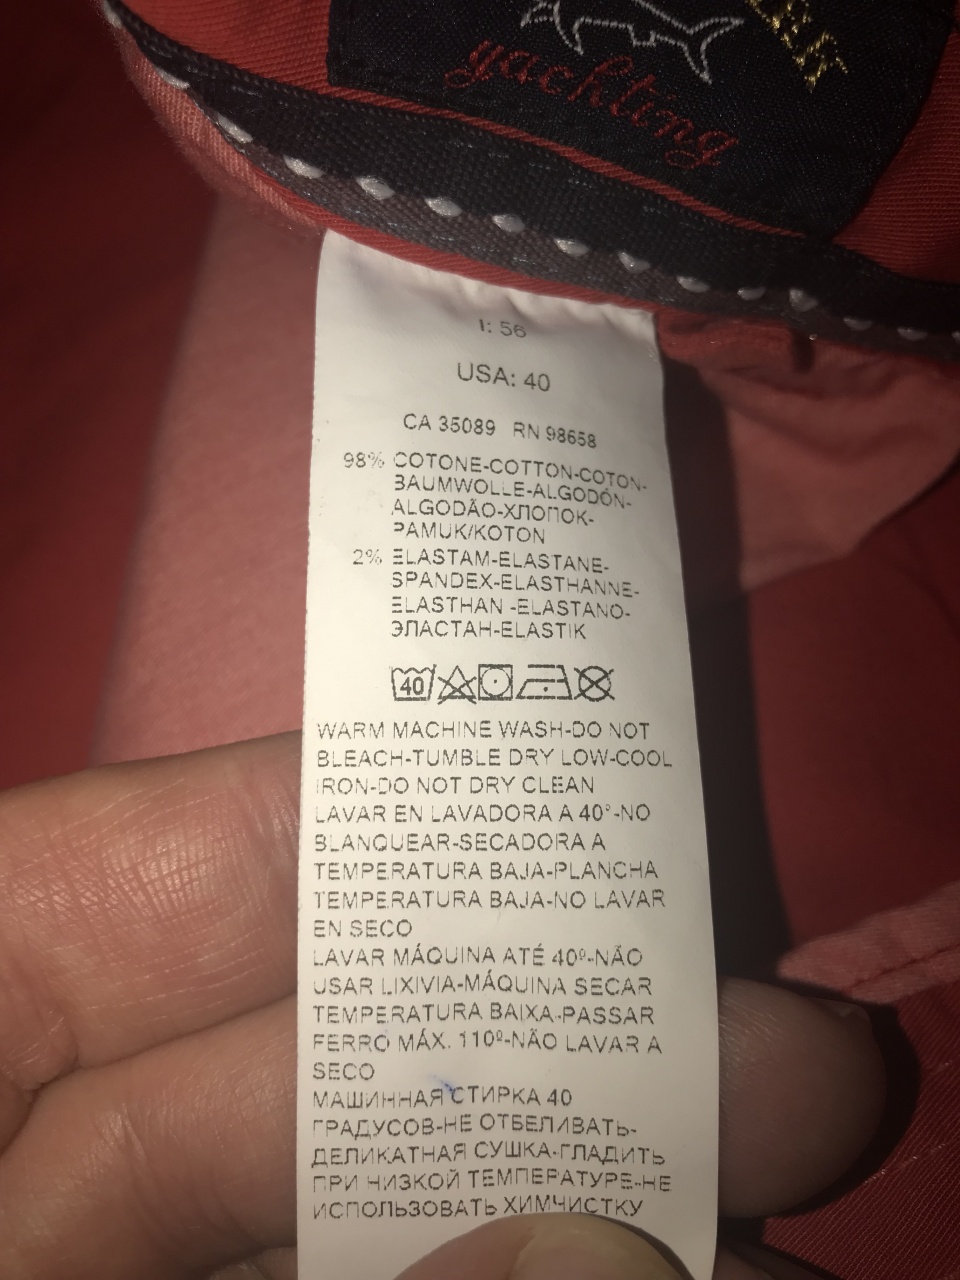 yachting
I: 56
USA: 40
CA 35089 RN 98658
98% COTONE-COTTON-COTON-
BAUMWOLLE-ALGODÓN-
ALGODÃO-ХЛОПОК-
PAMUK/KOTON
2% ELASTAM-ELASTANE-
SPANDEX-ELASTHANNE-
ELASTHAN -ELASTANO-
ЭЛАСТАН-ELASTIK
40
WARM MACHINE WASH-DO NOT
BLEACH-TUMBLE DRY LOW-COOL
IRON-DO NOT DRY CLEAN
LAVAR EN LAVADORA A 40°-NO
BLANQUEAR-SECADORA A
TEMPERATURA BAJA-PLANCHA
TEMPERATURA BAJA-NO LAVAR
EN SECO
LAVAR MÁQUINA ATÉ 40º-NÃO
USAR LIXIVIA-MÁQUINA SECAR
TEMPERATURA BAIXA-PASSAR
FERRO MÁX. 110º-NÃO LAVAR A
SECO
МАШИННАЯ СТИРКА 40
ГРАДУСОВ-НЕ ОТБЕЛИВАТЬ-
ДЕЛИКАТНАЯ СУШКА-ГЛАДИТЬ
ПРИ НИЗКОЙ ТЕМПЕРАТУРЕ-НЕ
ИСПОЛЬЗОВАТЬ ХИМЧИСТКУ